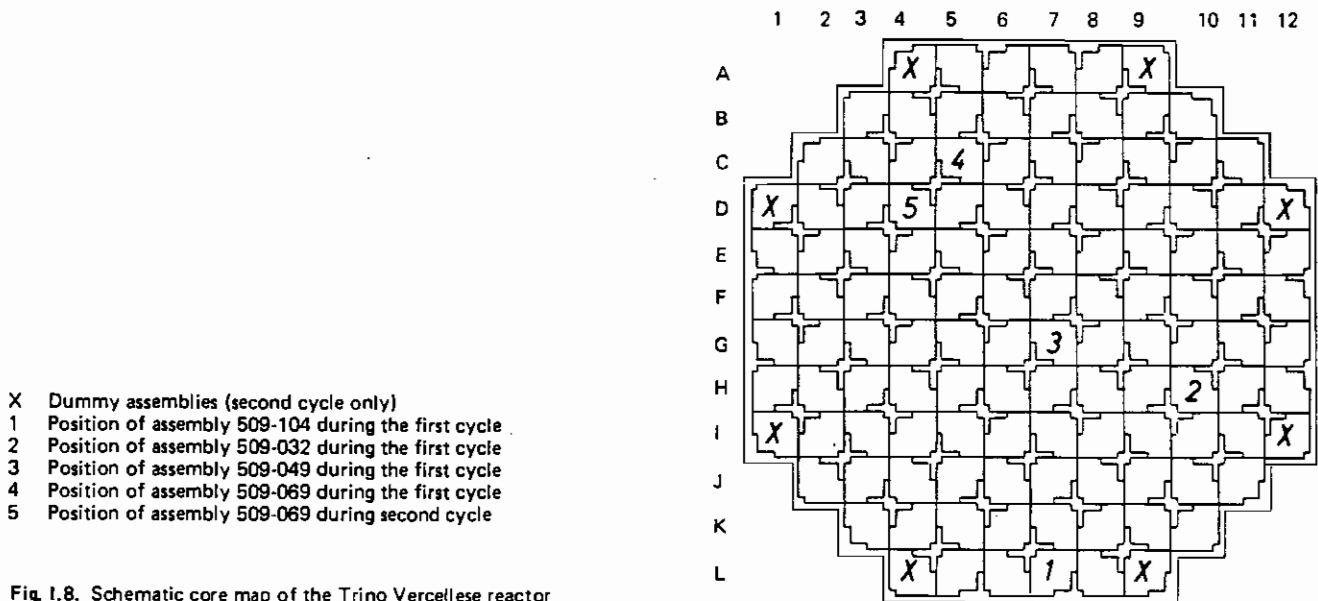 1 2 3 4 5 6 7 8 9 10 11 12
A X X
B
C 4
D X 5 X
E
F
G 3
H 2
I X X
J
K
L X 1 X
X Dummy assemblies (second cycle only)
1 Position of assembly 509-104 during the first cycle
2 Position of assembly 509-032 during the first cycle
3 Position of assembly 509-049 during the first cycle
4 Position of assembly 509-069 during the first cycle
5 Position of assembly 509-069 during second cycle
Fig. I.8. Schematic core map of the Trino Vercellese reactor